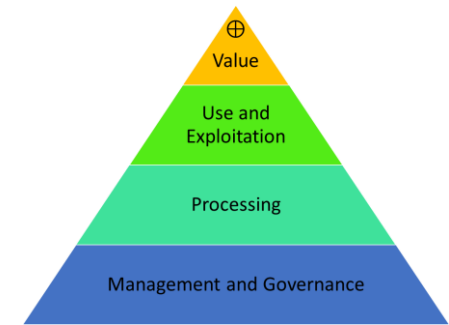 ⊕
Value
Use and
Exploitation
Processing
Management and Governance